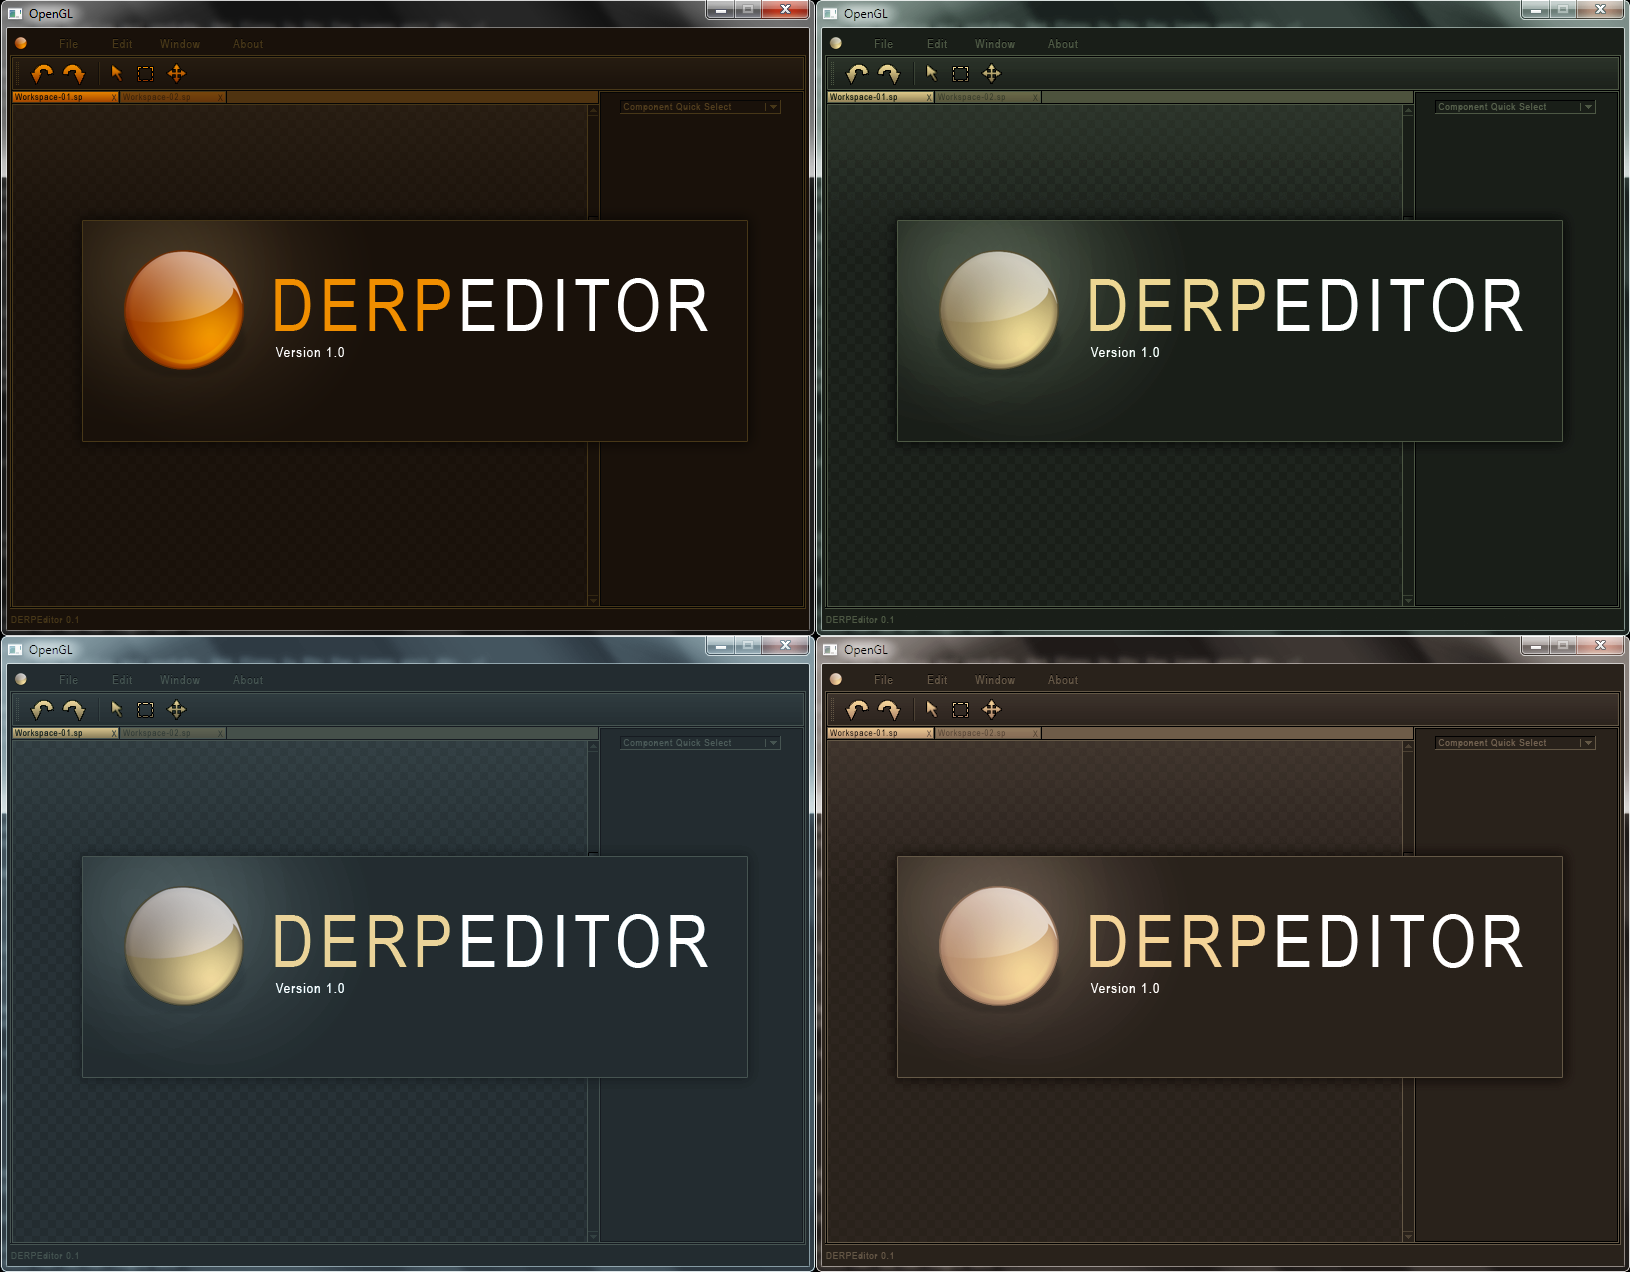 OpenGL
File Edit Window About
Workspace-01.sp x Workspace-02.sp x
Component Quick Select
DERPEDITOR
Version 1.0
DERPEditor 0.1
OpenGL
File Edit Window About
Workspace-01.sp x Workspace-02.sp x
Component Quick Select
DERPEDITOR
Version 1.0
DERPEditor 0.1
OpenGL
File Edit Window About
Workspace-01.sp x Workspace-02.sp x
Component Quick Select
DERPEDITOR
Version 1.0
DERPEditor 0.1
OpenGL
File Edit Window About
Workspace-01.sp x Workspace-02.sp x
Component Quick Select
DERPEDITOR
Version 1.0
DERPEditor 0.1